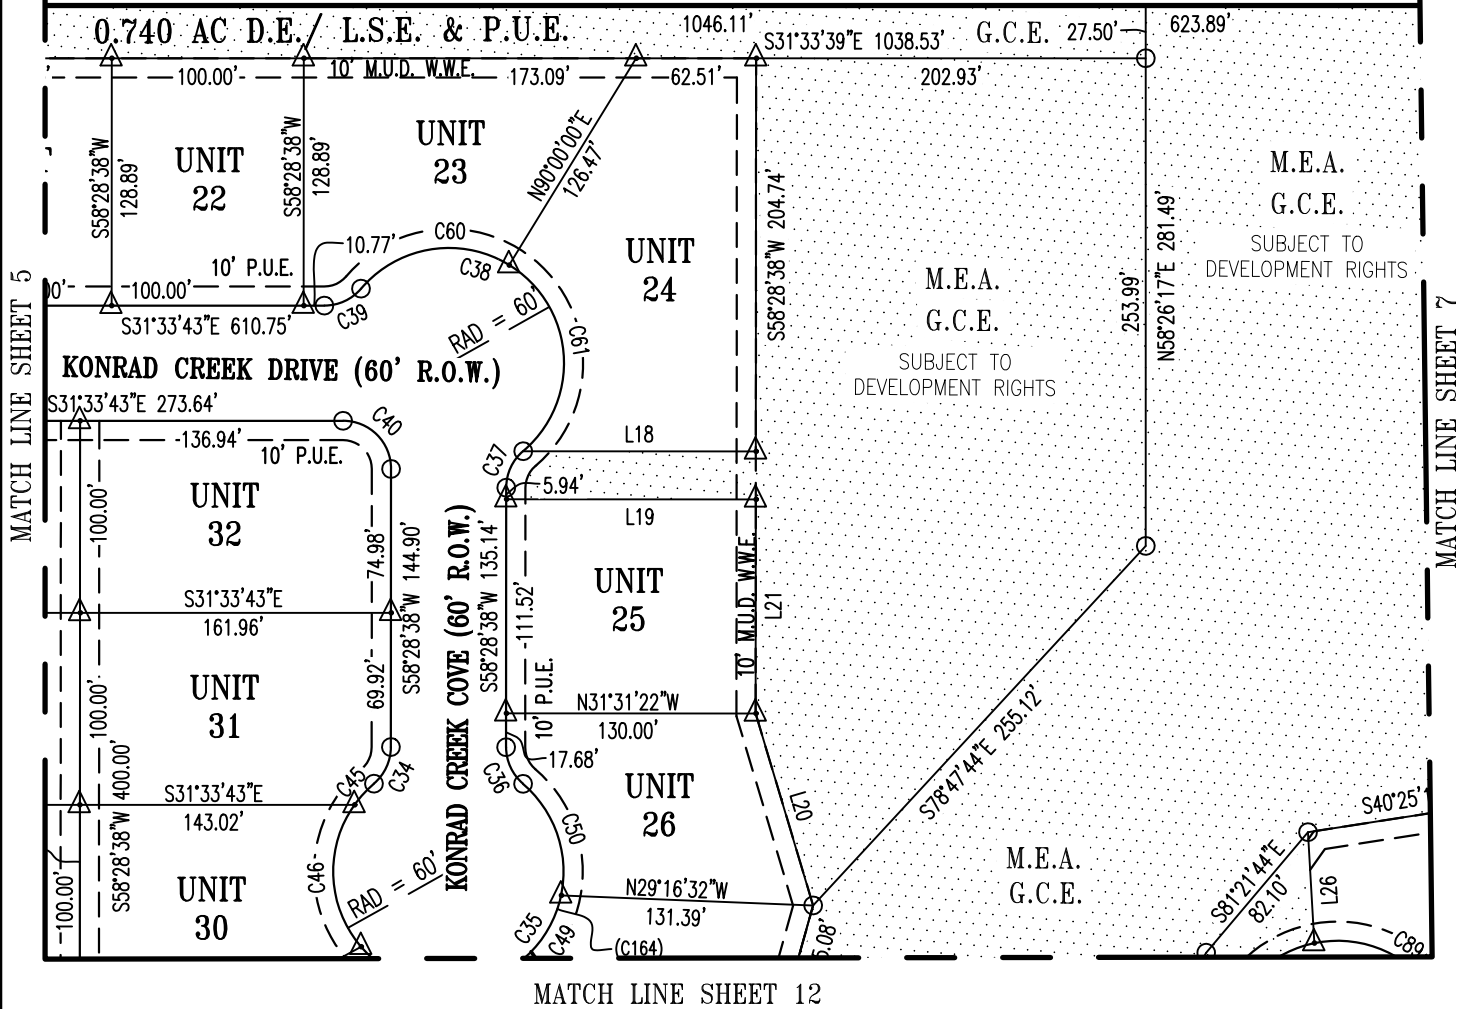 0.740 AC D.E./ L.S.E. & P.U.E.
1046.11'
S31°33'39"E 1038.53'
G.C.E.
27.50'
623.89'
100.00'
10' M.U.D. W.W.E.
173.09'
62.51'
202.93'
S58°28'38"W
128.89'
UNIT
22
S58°28'38"W
128.89'
UNIT
23
N90°00'00"E
126.47'
UNIT
24
S58°28'38"W 204.74'
M.E.A.
G.C.E.
SUBJECT TO
DEVELOPMENT RIGHTS
253.99'
N58°26'17"E 281.49'
M.E.A.
G.C.E.
SUBJECT TO
DEVELOPMENT RIGHTS
10' P.U.E.
10.77'
C60
C38
00'
100.00'
C39
S31°33'43"E 610.75'
RAD = 60'
C61
MATCH LINE SHEET 5
MATCH LINE SHEET 7
KONRAD CREEK DRIVE (60' R.O.W.)
S31°33'43"E 273.64'
C40
136.94'
10' P.U.E.
L18
C37
5.94'
L19
100.00'
UNIT
32
74.98'
S58°28'38"W 144.90'
KONRAD CREEK COVE (60' R.O.W.)
S58°28'38"W 135.14'
111.52'
UNIT
25
10' M.U.D. W.W.E.
L21
S31°33'43"E
161.96'
100.00'
UNIT
31
69.92'
10' P.U.E.
N31°31'22"W
130.00'
17.68'
S58°28'38"W 400.00'
S31°33'43"E
143.02'
C45
C34
C36
UNIT
26
L20
S78°47'44"E 255.12'
C50
100.00'
UNIT
30
C46
RAD = 60'
N29°16'32"W
131.39'
C35
C49
(C164)
5.08'
M.E.A.
G.C.E.
S81°21'44"E
82.10'
L26
S40°25'
C89
MATCH LINE SHEET 12